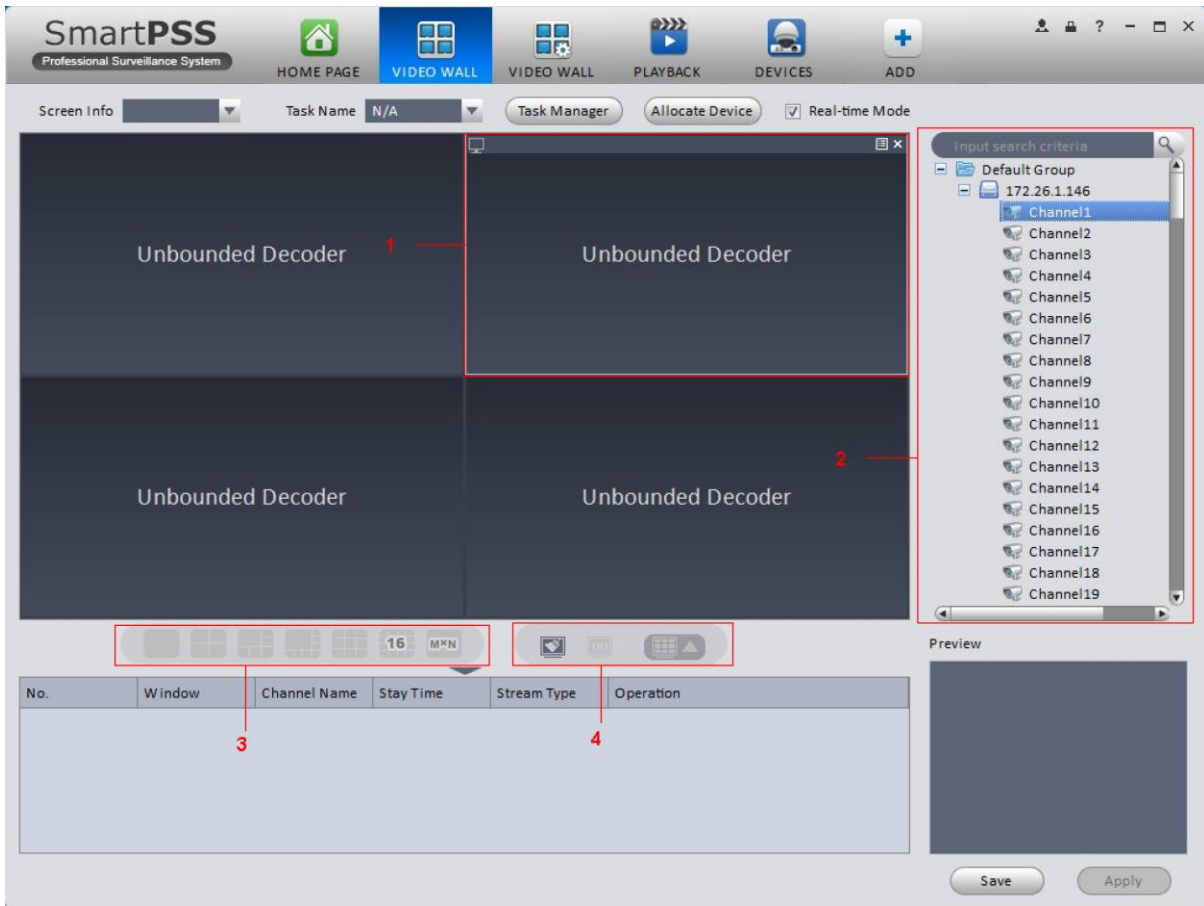 SmartPSS
Professional Surveillance System
HOME PAGE
VIDEO WALL
VIDEO WALL
PLAYBACK
DEVICES
ADD
?
Screen Info
Task Name N/A
Task Manager
Allocate Device
Real-time Mode
Input search criteria
Default Group
172.26.1.146
Channel1
Channel2
Channel3
Channel4
Channel5
Channel6
Channel7
Channel8
Channel9
Channel10
Channel11
Channel12
Channel13
Channel14
Channel15
Channel16
Channel17
Channel18
Channel19
Unbounded Decoder
1
Unbounded Decoder
Unbounded Decoder
Unbounded Decoder
2
16
M×N
Preview
No. Window Channel Name Stay Time Stream Type Operation
3
4
Save
Apply